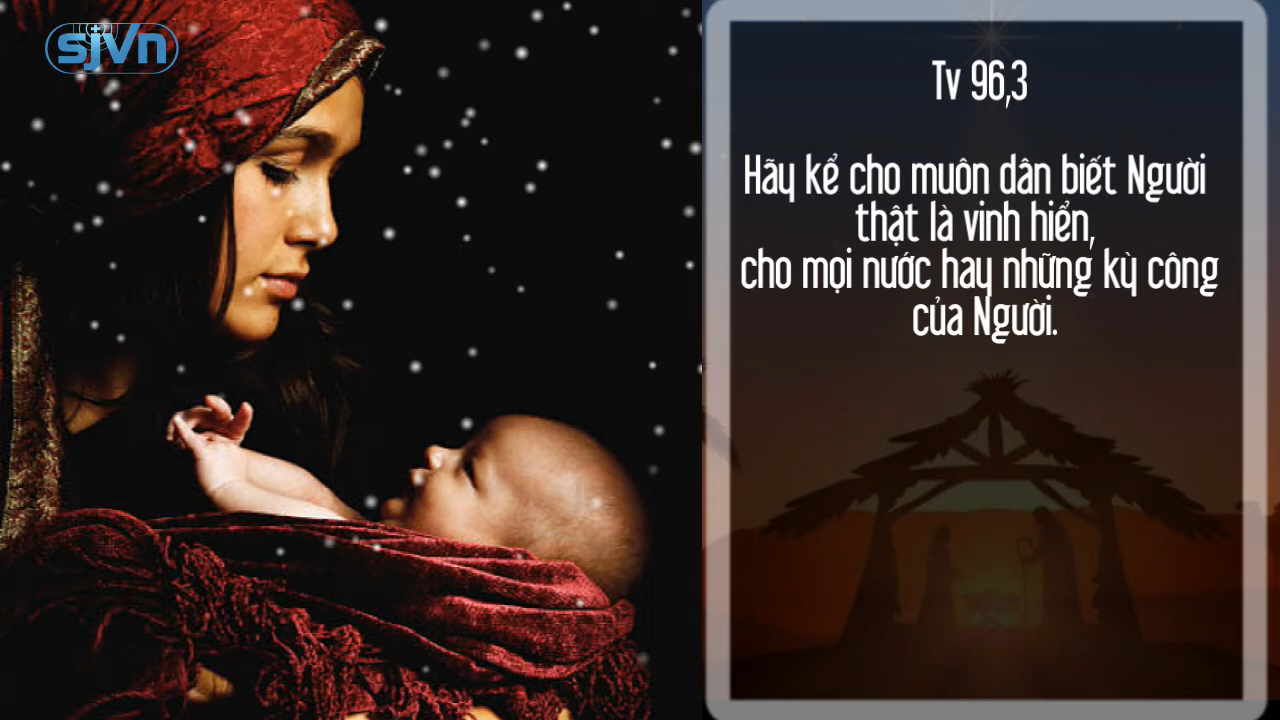 sjVn
Tv 96,3
Hãy kể cho muôn dân biết Người
thật là vinh hiển,
cho mọi nước hay những kỳ công
của Người.